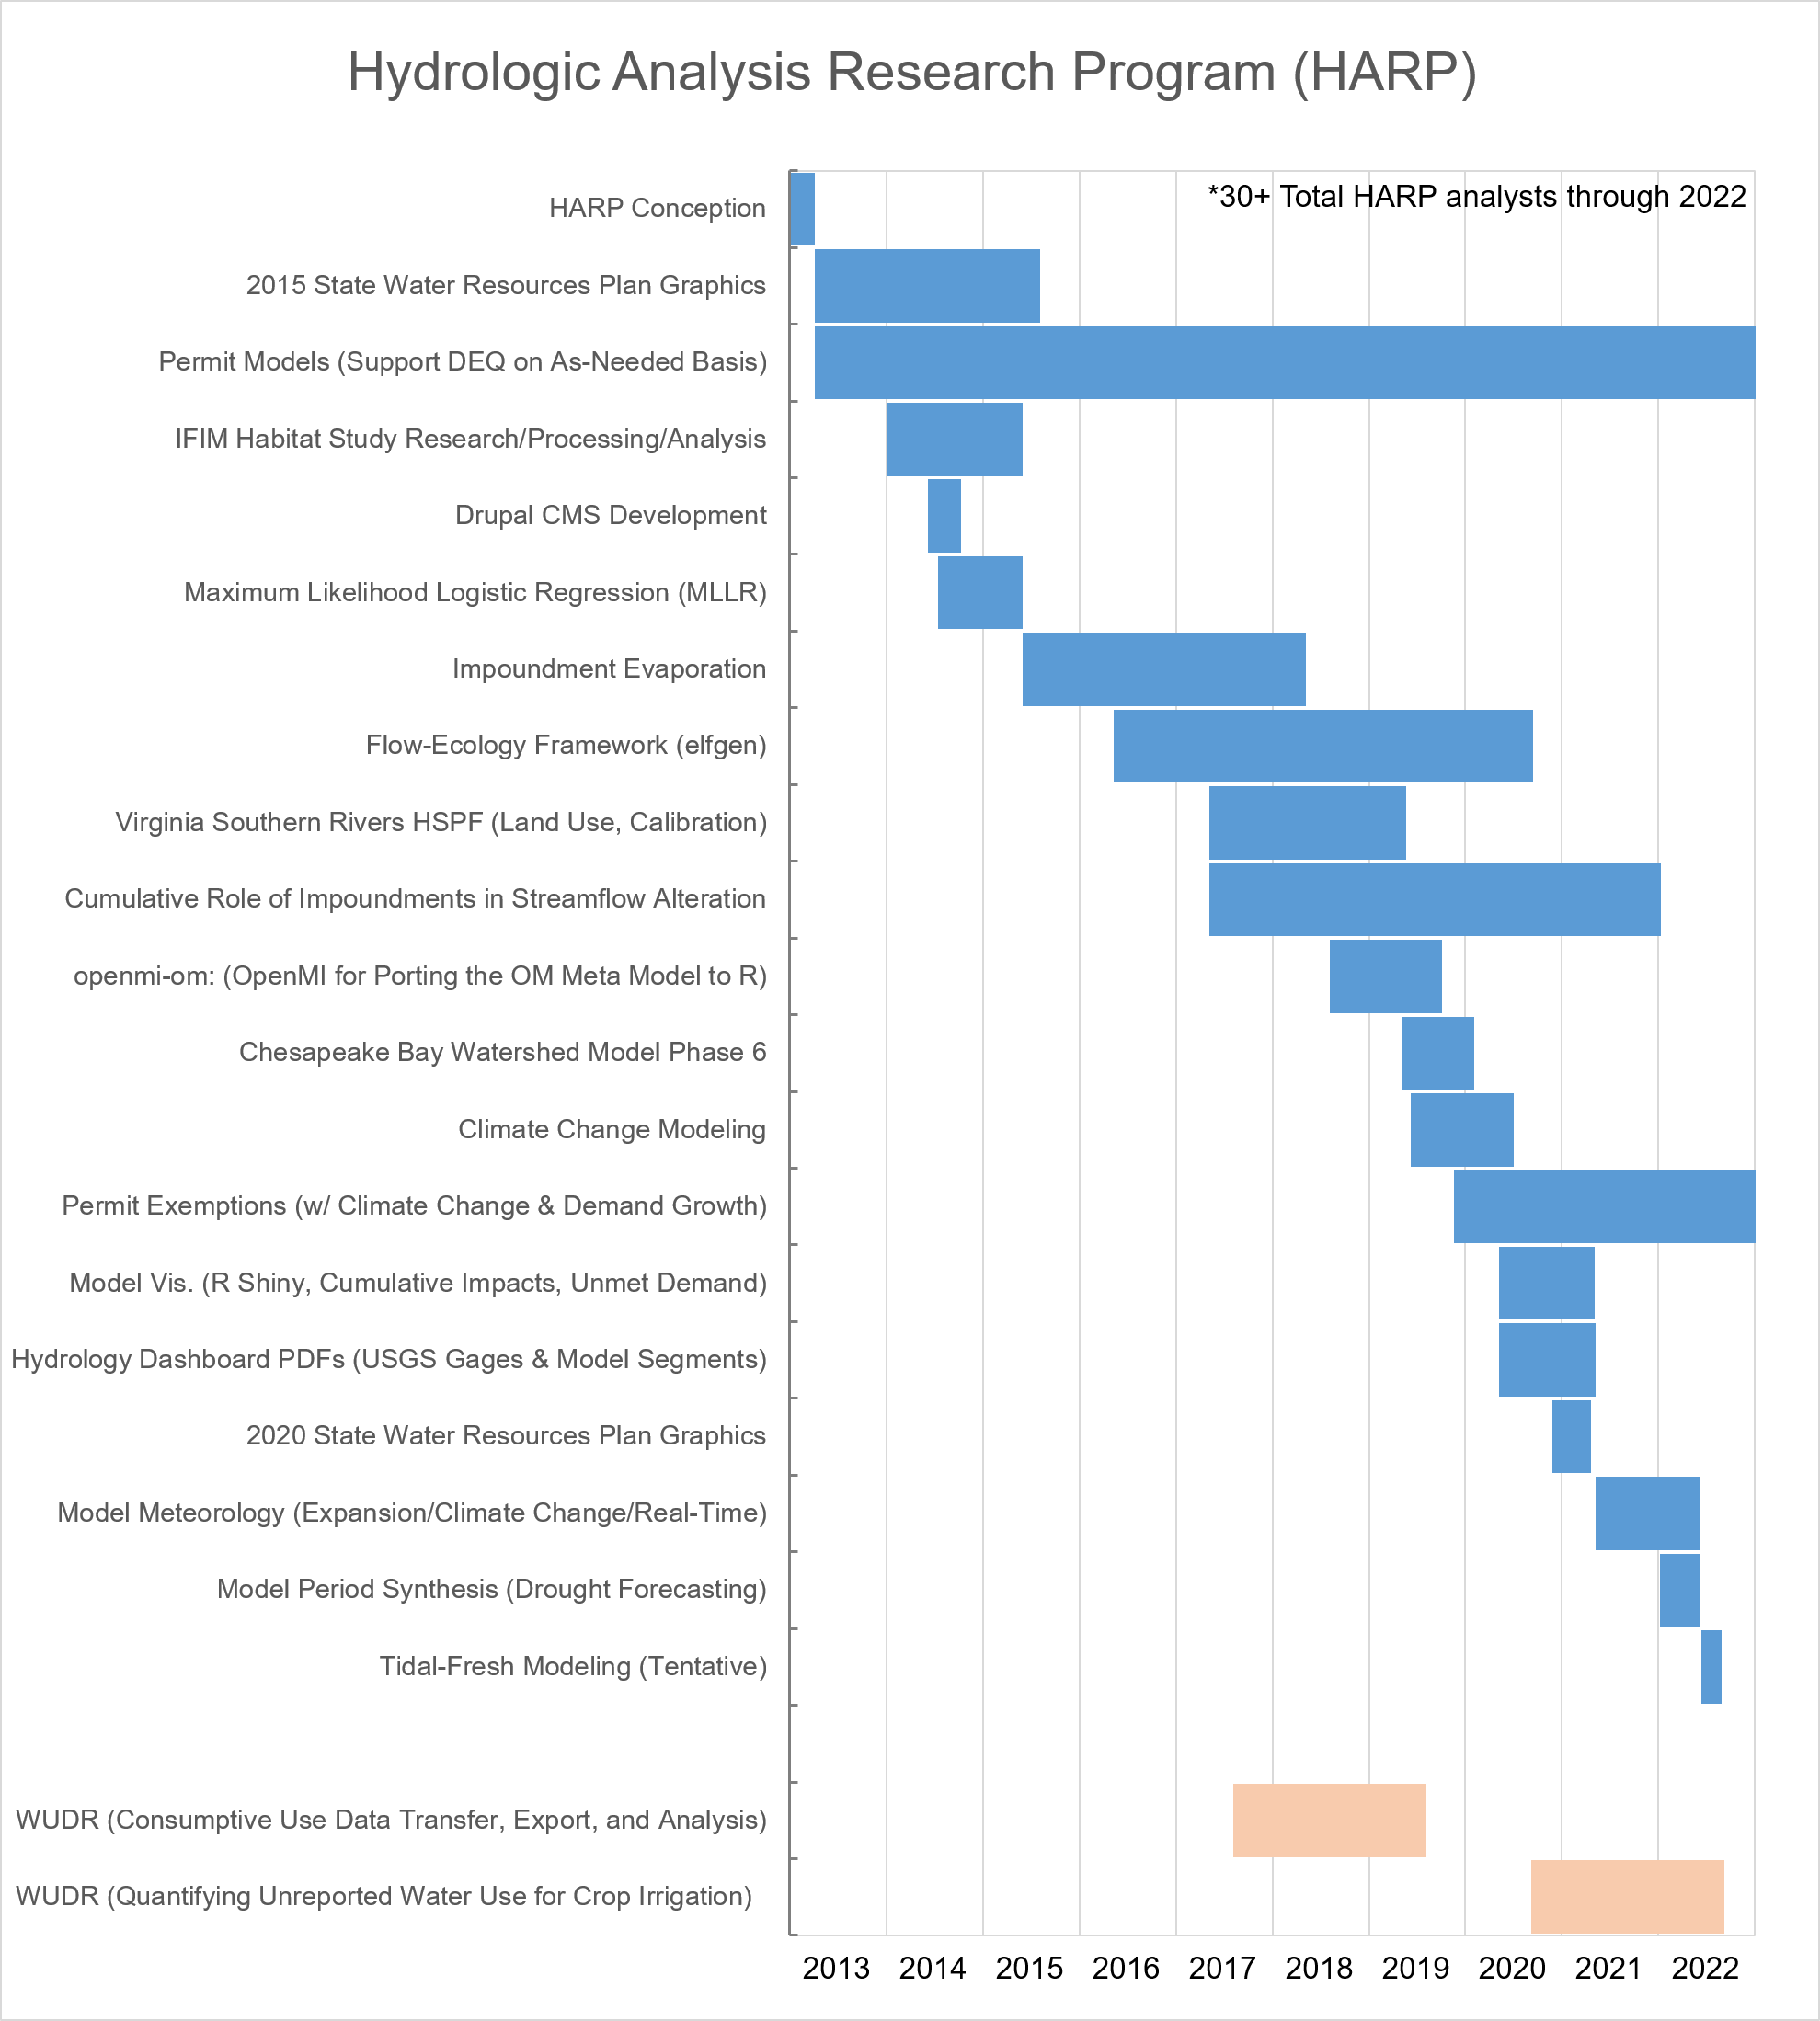 Hydrologic Analysis Research Program (HARP)
*30+ Total HARP analysts through 2022
HARP Conception
2015 State Water Resources Plan Graphics
Permit Models (Support DEQ on As-Needed Basis)
IFIM Habitat Study Research/Processing/Analysis
Drupal CMS Development
Maximum Likelihood Logistic Regression (MLLR)
Impoundment Evaporation
Flow-Ecology Framework (elfgen)
Virginia Southern Rivers HSPF (Land Use, Calibration)
Cumulative Role of Impoundments in Streamflow Alteration
openmi-om: (OpenMI for Porting the OM Meta Model to R)
Chesapeake Bay Watershed Model Phase 6
Climate Change Modeling
Permit Exemptions (w/ Climate Change & Demand Growth)
Model Vis. (R Shiny, Cumulative Impacts, Unmet Demand)
Hydrology Dashboard PDFs (USGS Gages & Model Segments)
2020 State Water Resources Plan Graphics
Model Meteorology (Expansion/Climate Change/Real-Time)
Model Period Synthesis (Drought Forecasting)
Tidal-Fresh Modeling (Tentative)
WUDR (Consumptive Use Data Transfer, Export, and Analysis)
WUDR (Quantifying Unreported Water Use for Crop Irrigation)
2013 2014 2015 2016 2017 2018 2019 2020 2021 2022